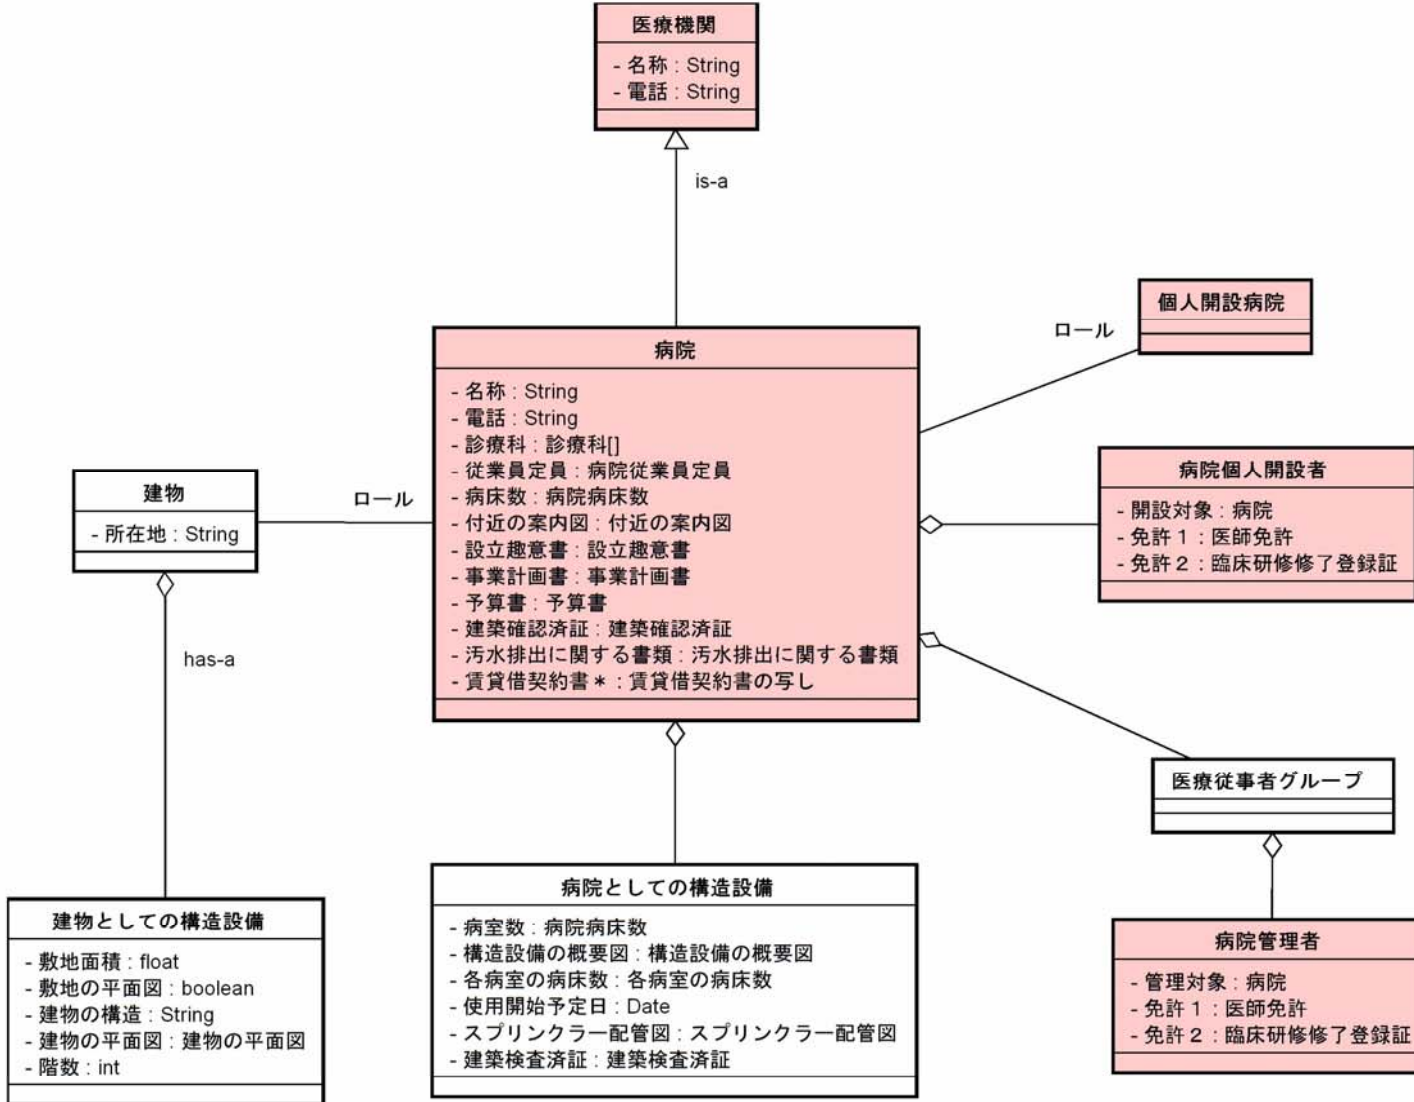 医療機関
- 名称 : String
- 電話 : String
is-a
個人開設病院
ロール
病院
- 名称 : String
- 電話 : String
- 診療科 : 診療科[]
- 従業員定員 : 病院従業員定員
- 病床数 : 病院病床数
- 付近の案内図 : 付近の案内図
- 設立趣意書 : 設立趣意書
- 事業計画書 : 事業計画書
- 予算書 : 予算書
- 建築確認済証 : 建築確認済証
- 汚水排出に関する書類 : 汚水排出に関する書類
- 賃貸借契約書＊ : 賃貸借契約書の写し
病院個人開設者
- 開設対象 : 病院
- 免許１ : 医師免許
- 免許２ : 臨床研修修了登録証
建物
- 所在地 : String
ロール
has-a
医療従事者グループ
病院としての構造設備
- 病室数 : 病院病床数
- 構造設備の概要図 : 構造設備の概要図
- 各病室の病床数 : 各病室の病床数
- 使用開始予定日 : Date
- スプリンクラー配管図 : スプリンクラー配管図
- 建築検査済証 : 建築検査済証
建物としての構造設備
- 敷地面積 : float
- 敷地の平面図 : boolean
- 建物の構造 : String
- 建物の平面図 : 建物の平面図
- 階数 : int
病院管理者
- 管理対象 : 病院
- 免許１ : 医師免許
- 免許２ : 臨床研修修了登録証